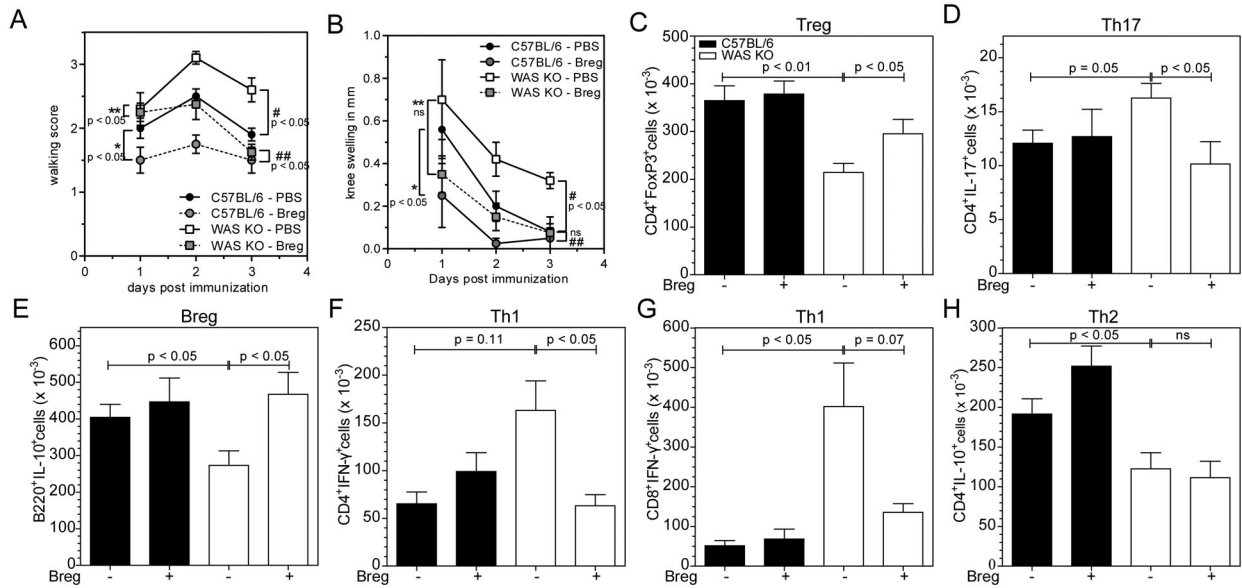 A
walking score
3
2
1
0
0 1 2 3 4
days post immunization
**
p < 0.05
*
p < 0.05
#
p < 0.05
##
p < 0.05
C57BL/6 - PBS
C57BL/6 - Breg
WAS KO - PBS
WAS KO - Breg
B
knee swelling in mm
1.0
0.8
0.6
0.4
0.2
0.0
0 1 2 3 4
Days post immunization
C57BL/6 - PBS
C57BL/6 - Breg
WAS KO - PBS
WAS KO - Breg
**
ns
*
p < 0.05
#
p < 0.05
ns
##
C
Treg
C57BL/6
WAS KO
CD4+FoxP3+cells (x 10-3)
400
300
200
100
0
p < 0.01
p < 0.05
Breg - + - +
D
Th17
CD4+IL-17+cells (x 10-3)
20
15
10
5
0
p = 0.05
p < 0.05
Breg - + - +
E
Breg
B220+IL-10+cells (x 10-3)
600
500
400
300
200
100
0
p < 0.05
p < 0.05
Breg - + - +
F
Th1
CD4+IFN-γ+cells (x 10-3)
250
200
150
100
50
0
p = 0.11
p < 0.05
Breg - + - +
G
Th1
CD8+IFN-γ+cells (x 10-3)
600
500
400
300
200
100
0
p < 0.05
p = 0.07
Breg - + - +
H
Th2
CD4+IL-10+cells (x 10-3)
300
250
200
150
100
50
0
p < 0.05
ns
Breg - + - +